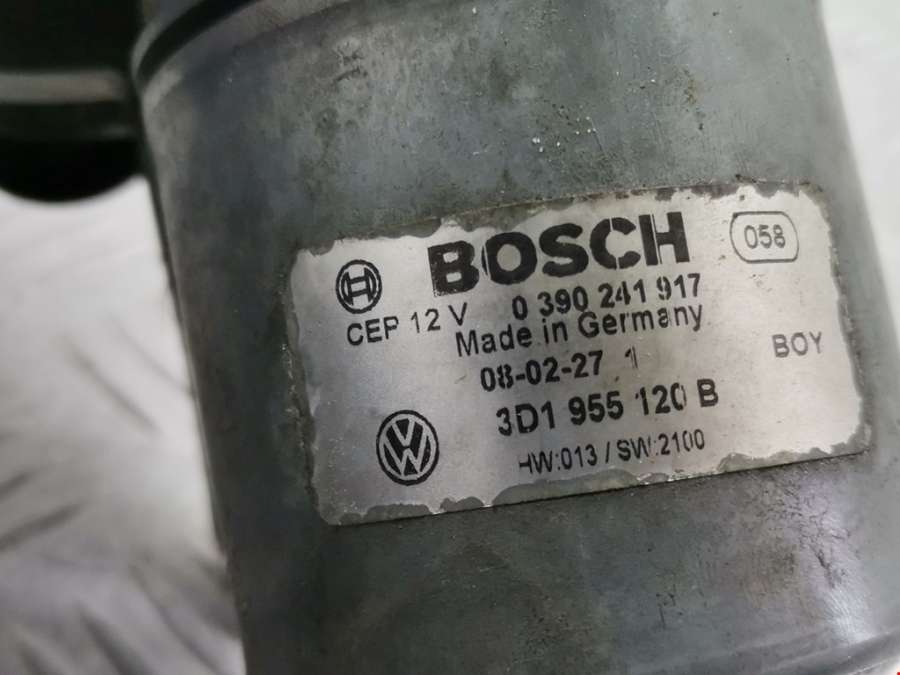 BOSCH
058
CEP 12 V
0 390 241 917
Made in Germany
08-02-27 1
BOY
3D1 955 120 B
HW:013 / SW:2100